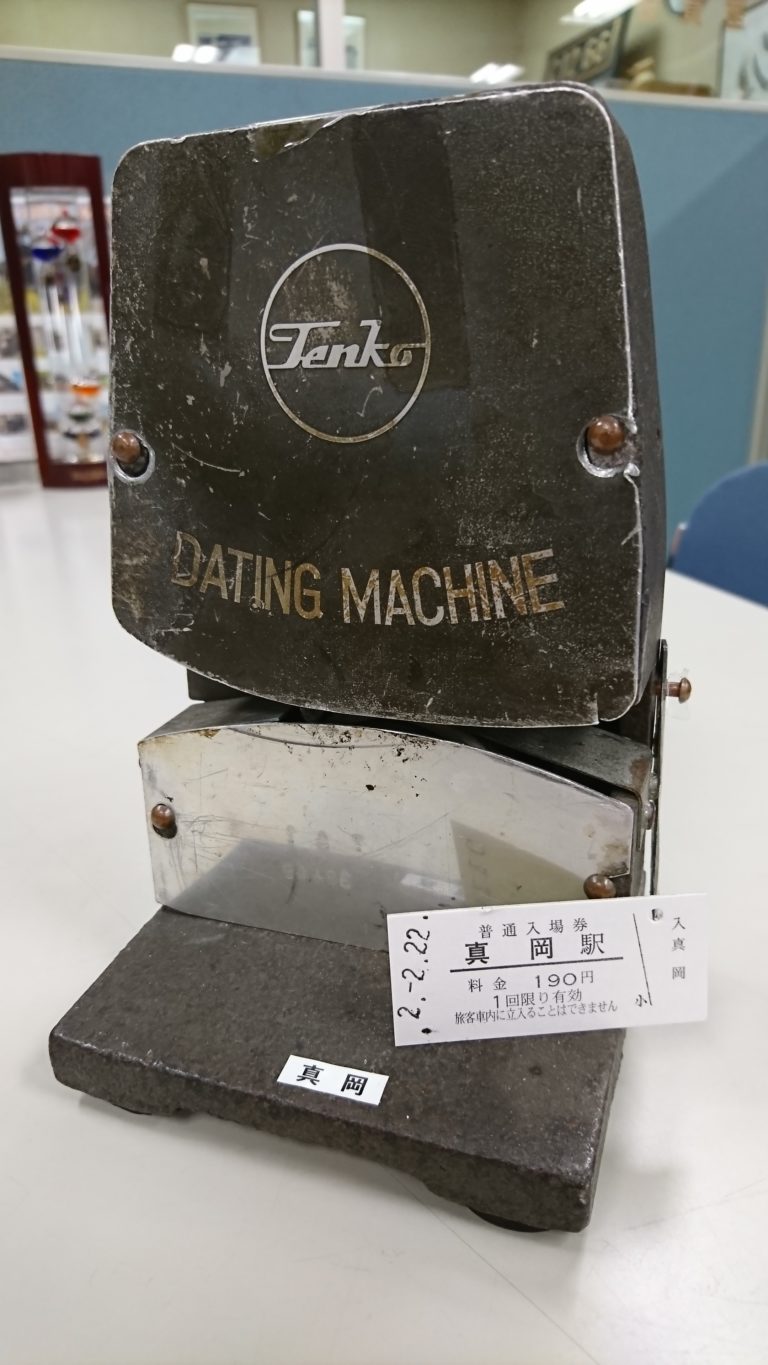 Tenko
DATING MACHINE
2.-2.22.
普通入場券
真岡駅
料金 190円
1回限り有効
旅客車内に立入ることはできません
小
入
真
岡
真岡